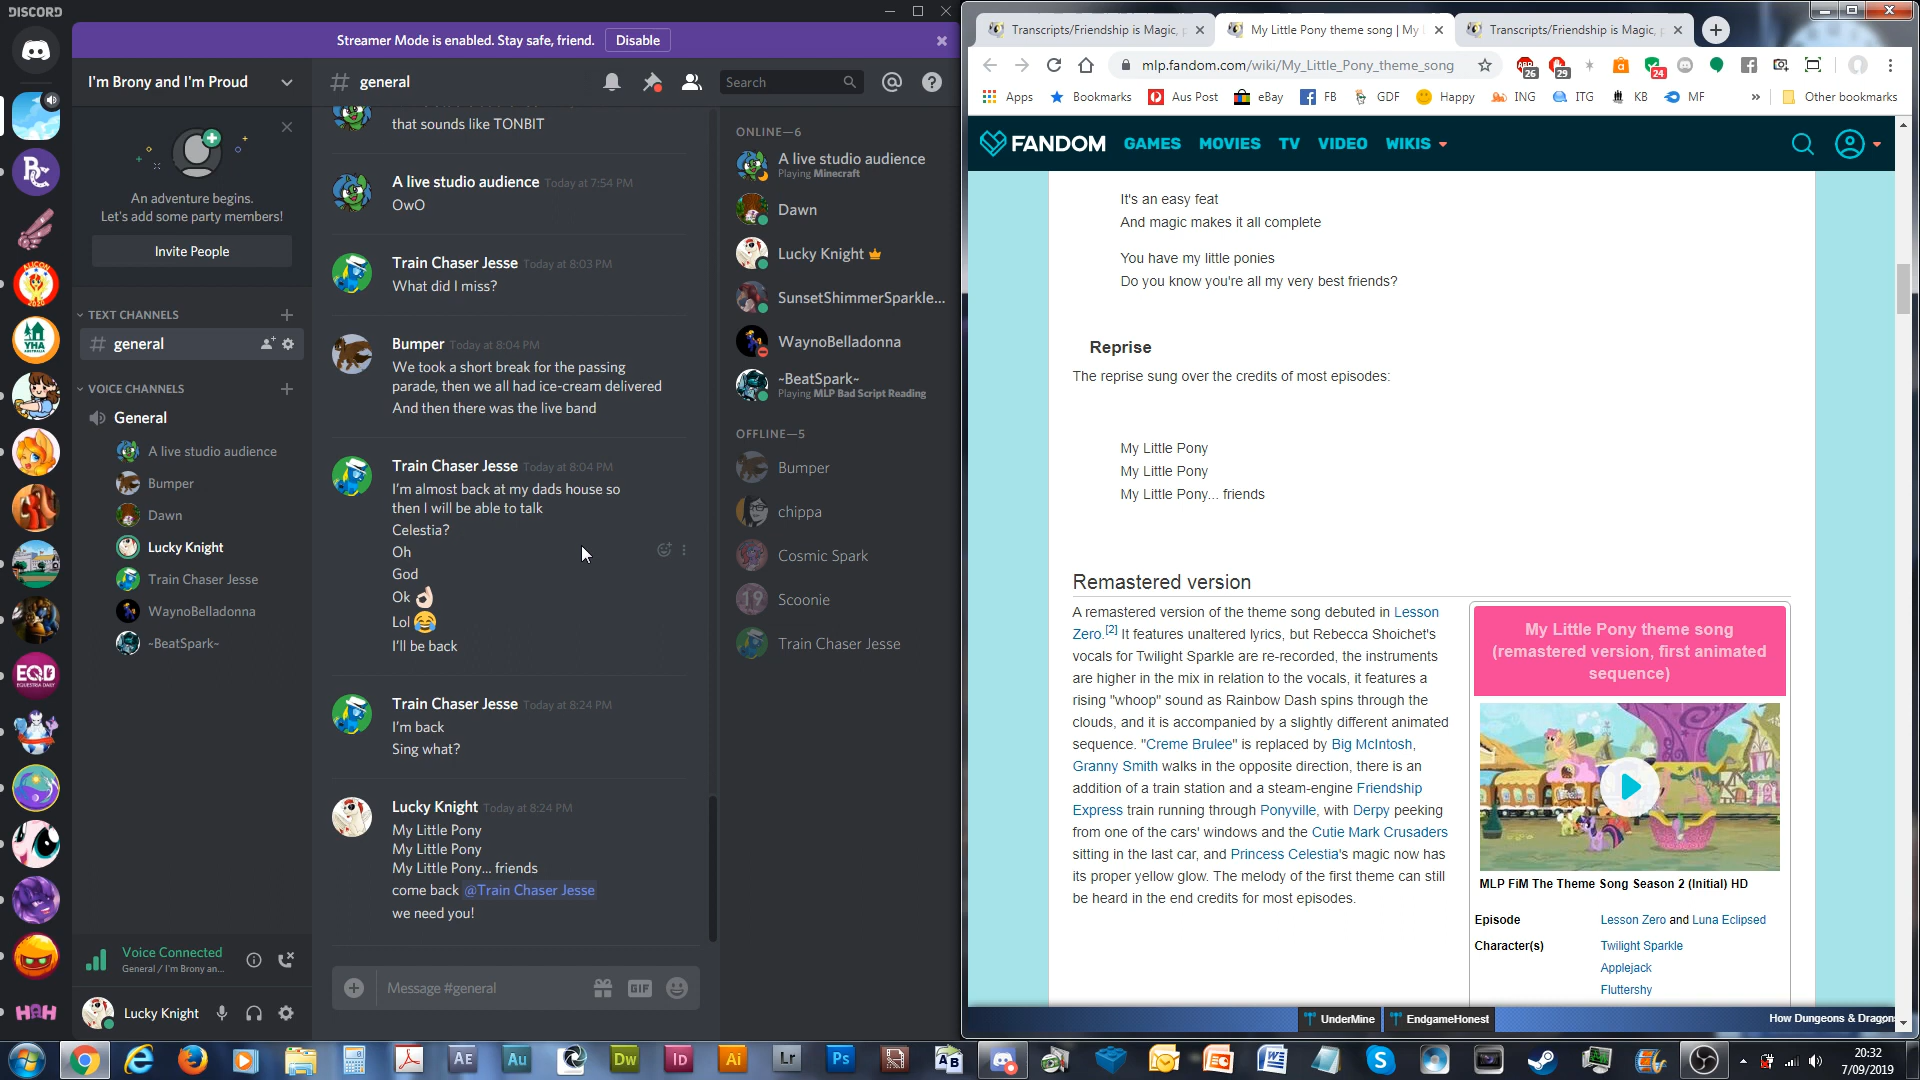 DISCORD
Streamer Mode is enabled. Stay safe, friend.
Disable
I'm Brony and I'm Proud
An adventure begins.
Let's add some party members!
Invite People
TEXT CHANNELS
general
VOICE CHANNELS
General
A live studio audience
Bumper
Dawn
Lucky Knight
Train Chaser Jesse
WaynoBelladonna
~BeatSpark~
Voice Connected
General / I'm Brony an...
Lucky Knight
EQD
# general
Search
that sounds like TONBIT
A live studio audience Today at 7:54 PM
OwO
Train Chaser Jesse Today at 8:03 PM
What did I miss?
Bumper Today at 8:04 PM
We took a short break for the passing
parade, then we all had ice-cream delivered
And then there was the live band
Train Chaser Jesse Today at 8:04 PM
I'm almost back at my dads house so
then I will be able to talk
Celestia?
Oh
God
Ok 👌🏻
Lol 😂
I'll be back
Train Chaser Jesse Today at 8:24 PM
I'm back
Sing what?
Lucky Knight Today at 8:24 PM
My Little Pony
My Little Pony
My Little Pony... friends
come back @Train Chaser Jesse
we need you!
Message #general
GIF
ONLINE—6
A live studio audience
Playing Minecraft
Dawn
Lucky Knight
SunsetShimmerSparkle...
WaynoBelladonna
~BeatSpark~
Playing MLP Bad Script Reading
OFFLINE—5
Bumper
chippa
Cosmic Spark
Scoonie
Train Chaser Jesse
Transcripts/Friendship is Magic,
My Little Pony theme song | My
Transcripts/Friendship is Magic,
mlp.fandom.com/wiki/My_Little_Pony_theme_song
26
29
24
Apps
Bookmarks
Aus Post
eBay
FB
GDF
Happy
ING
ITG
KB
MF
»
Other bookmarks
FANDOM
GAMES
MOVIES
TV
VIDEO
WIKIS
It's an easy feat
And magic makes it all complete
You have my little ponies
Do you know you're all my very best friends?
Reprise
The reprise sung over the credits of most episodes:
My Little Pony
My Little Pony
My Little Pony... friends
Remastered version
A remastered version of the theme song debuted in Lesson
Zero.[2] It features unaltered lyrics, but Rebecca Shoichet's
vocals for Twilight Sparkle are re-recorded, the instruments
are higher in the mix in relation to the vocals, it features a
rising "whoop" sound as Rainbow Dash spins through the
clouds, and it is accompanied by a slightly different animated
sequence. "Creme Brulee" is replaced by Big McIntosh,
Granny Smith walks in the opposite direction, there is an
addition of a train station and a steam-engine Friendship
Express train running through Ponyville, with Derpy peeking
from one of the cars' windows and the Cutie Mark Crusaders
sitting in the last car, and Princess Celestia's magic now has
its proper yellow glow. The melody of the first theme can still
be heard in the end credits for most episodes.
My Little Pony theme song
(remastered version, first animated
sequence)
MLP FiM The Theme Song Season 2 (Initial) HD
Episode
Lesson Zero and Luna Eclipsed
Character(s)
Twilight Sparkle
Applejack
Fluttershy
UnderMine
EndgameHonest
How Dungeons & Dragon
AE
Au
Dw
Id
Ai
Lr
Ps
20:32
7/09/2019